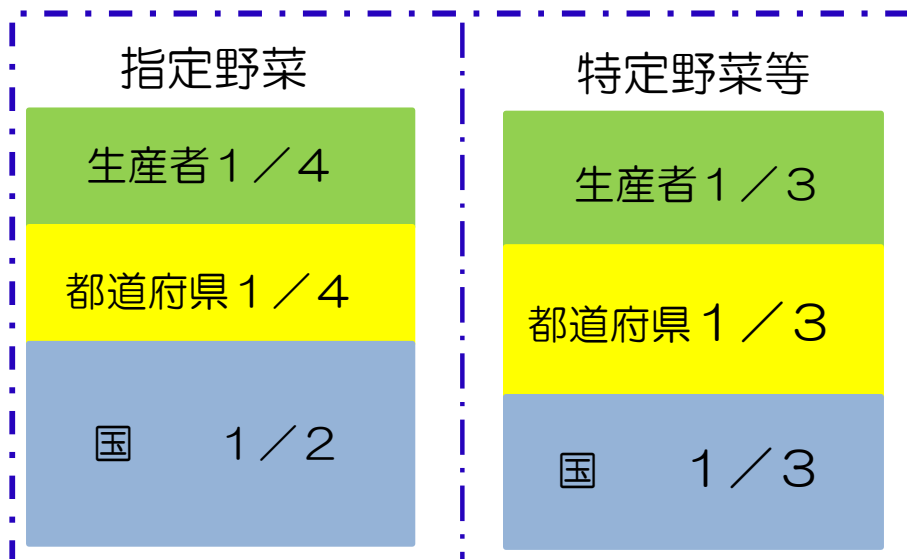 指定野菜
生産者１／４
都道府県１／４
国　　１／２
特定野菜等
生産者１／３
都道府県１／３
国　　１／３